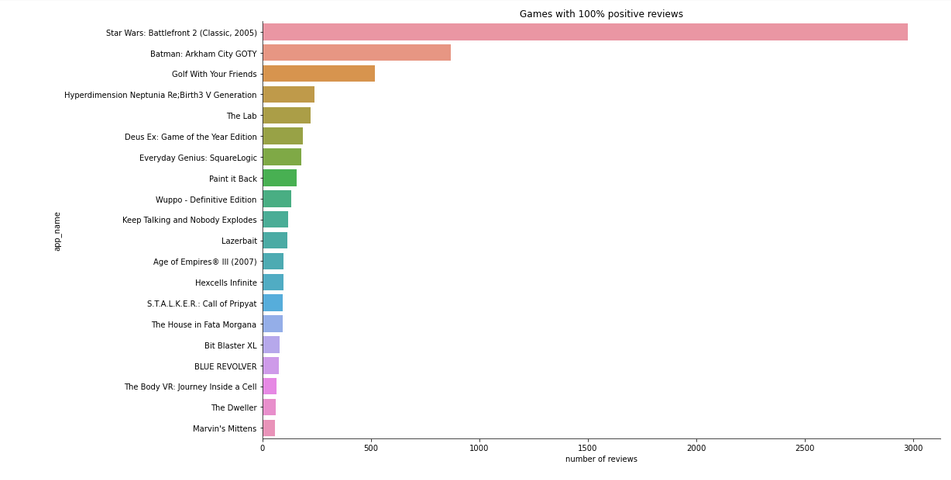 Games with 100% positive reviews
Star Wars: Battlefront 2 (Classic, 2005)
Batman: Arkham City GOTY
Golf With Your Friends
Hyperdimension Neptunia Re;Birth3 V Generation
The Lab
Deus Ex: Game of the Year Edition
Everyday Genius: SquareLogic
Paint it Back
Wuppo - Definitive Edition
Keep Talking and Nobody Explodes
Lazerbait
Age of Empires® III (2007)
Hexcells Infinite
S.T.A.L.K.E.R.: Call of Pripyat
The House in Fata Morgana
Bit Blaster XL
BLUE REVOLVER
The Body VR: Journey Inside a Cell
The Dweller
Marvin's Mittens
app_name
0 500 1000 1500 2000 2500 3000
number of reviews